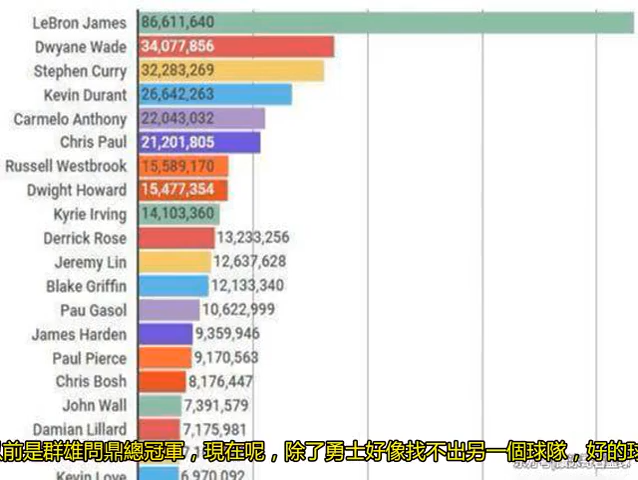 LeBron James 86,611,640
Dwyane Wade 34,077,856
Stephen Curry 32,283,269
Kevin Durant 26,642,263
Carmelo Anthony 22,043,032
Chris Paul 21,201,805
Russell Westbrook 15,589,170
Dwight Howard 15,477,354
Kyrie Irving 14,103,360
Derrick Rose 13,233,256
Jeremy Lin 12,637,628
Blake Griffin 12,133,340
Pau Gasol 10,622,999
James Harden 9,359,946
Paul Pierce 9,170,563
Chris Bosh 8,176,447
John Wall 7,391,579
Damian Lillard 7,175,981
前是群雄問鼎總冠軍，現在呢，除了勇士好像找不出另一個球隊，好的球
Kevin Love 6,970,092